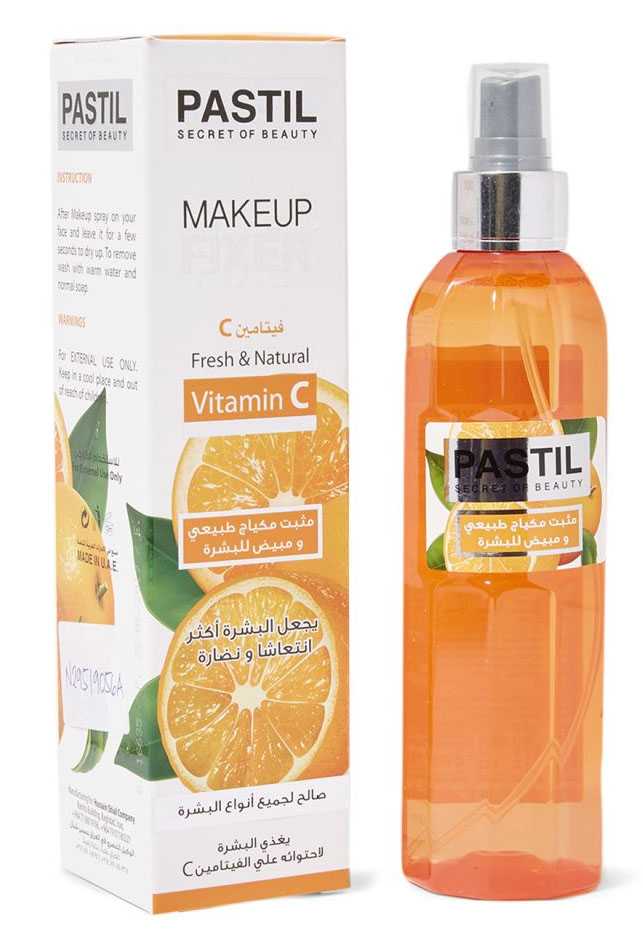 PASTIL
SECRET OF BEAUTY
INSTRUCTION
After Makeup spray on your
face and leave it for a few
seconds to dry up. To remove
wash with warm water and
normal soap.
WARNINGS
For EXTERNAL USE ONLY.
Keep in a cool place and out
of reach of
للاستخدام الخارجي
For External Use Only
MADE IN U.A.E.
N29519056A
PASTIL
SECRET OF BEAUTY
MAKEUP
FIXER
فيتامين C
Fresh & Natural
Vitamin C
مثبت مكياج طبيعي
و مبيض للبشرة
يجعل البشرة أكثر
انتعاشا و نضارة
صالح لجميع أنواع البشرة
يغذي البشرة
لاحتوائه علي الفيتامين C
PASTIL
SECRET OF BEAUTY
مثبت مكياج طبيعي
و مبيض للبشرة